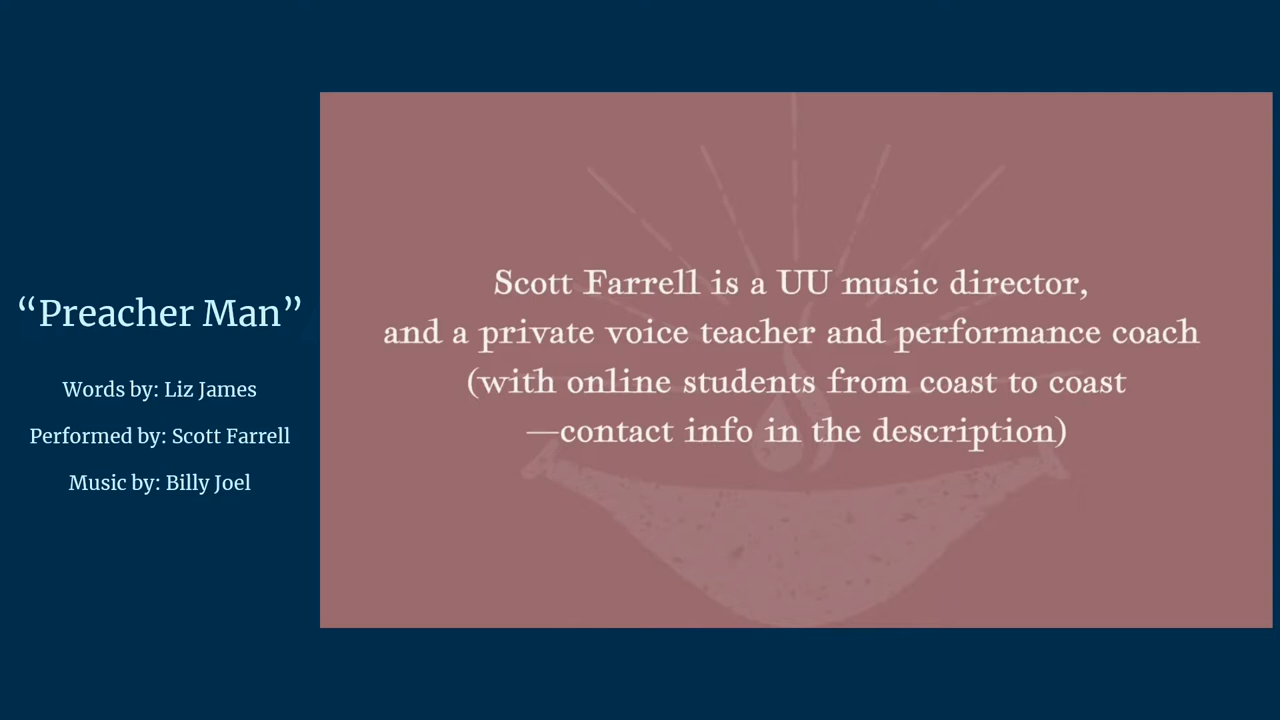 “Preacher Man”
Words by: Liz James
Performed by: Scott Farrell
Music by: Billy Joel
Scott Farrell is a UU music director,
and a private voice teacher and performance coach
(with online students from coast to coast
—contact info in the description)